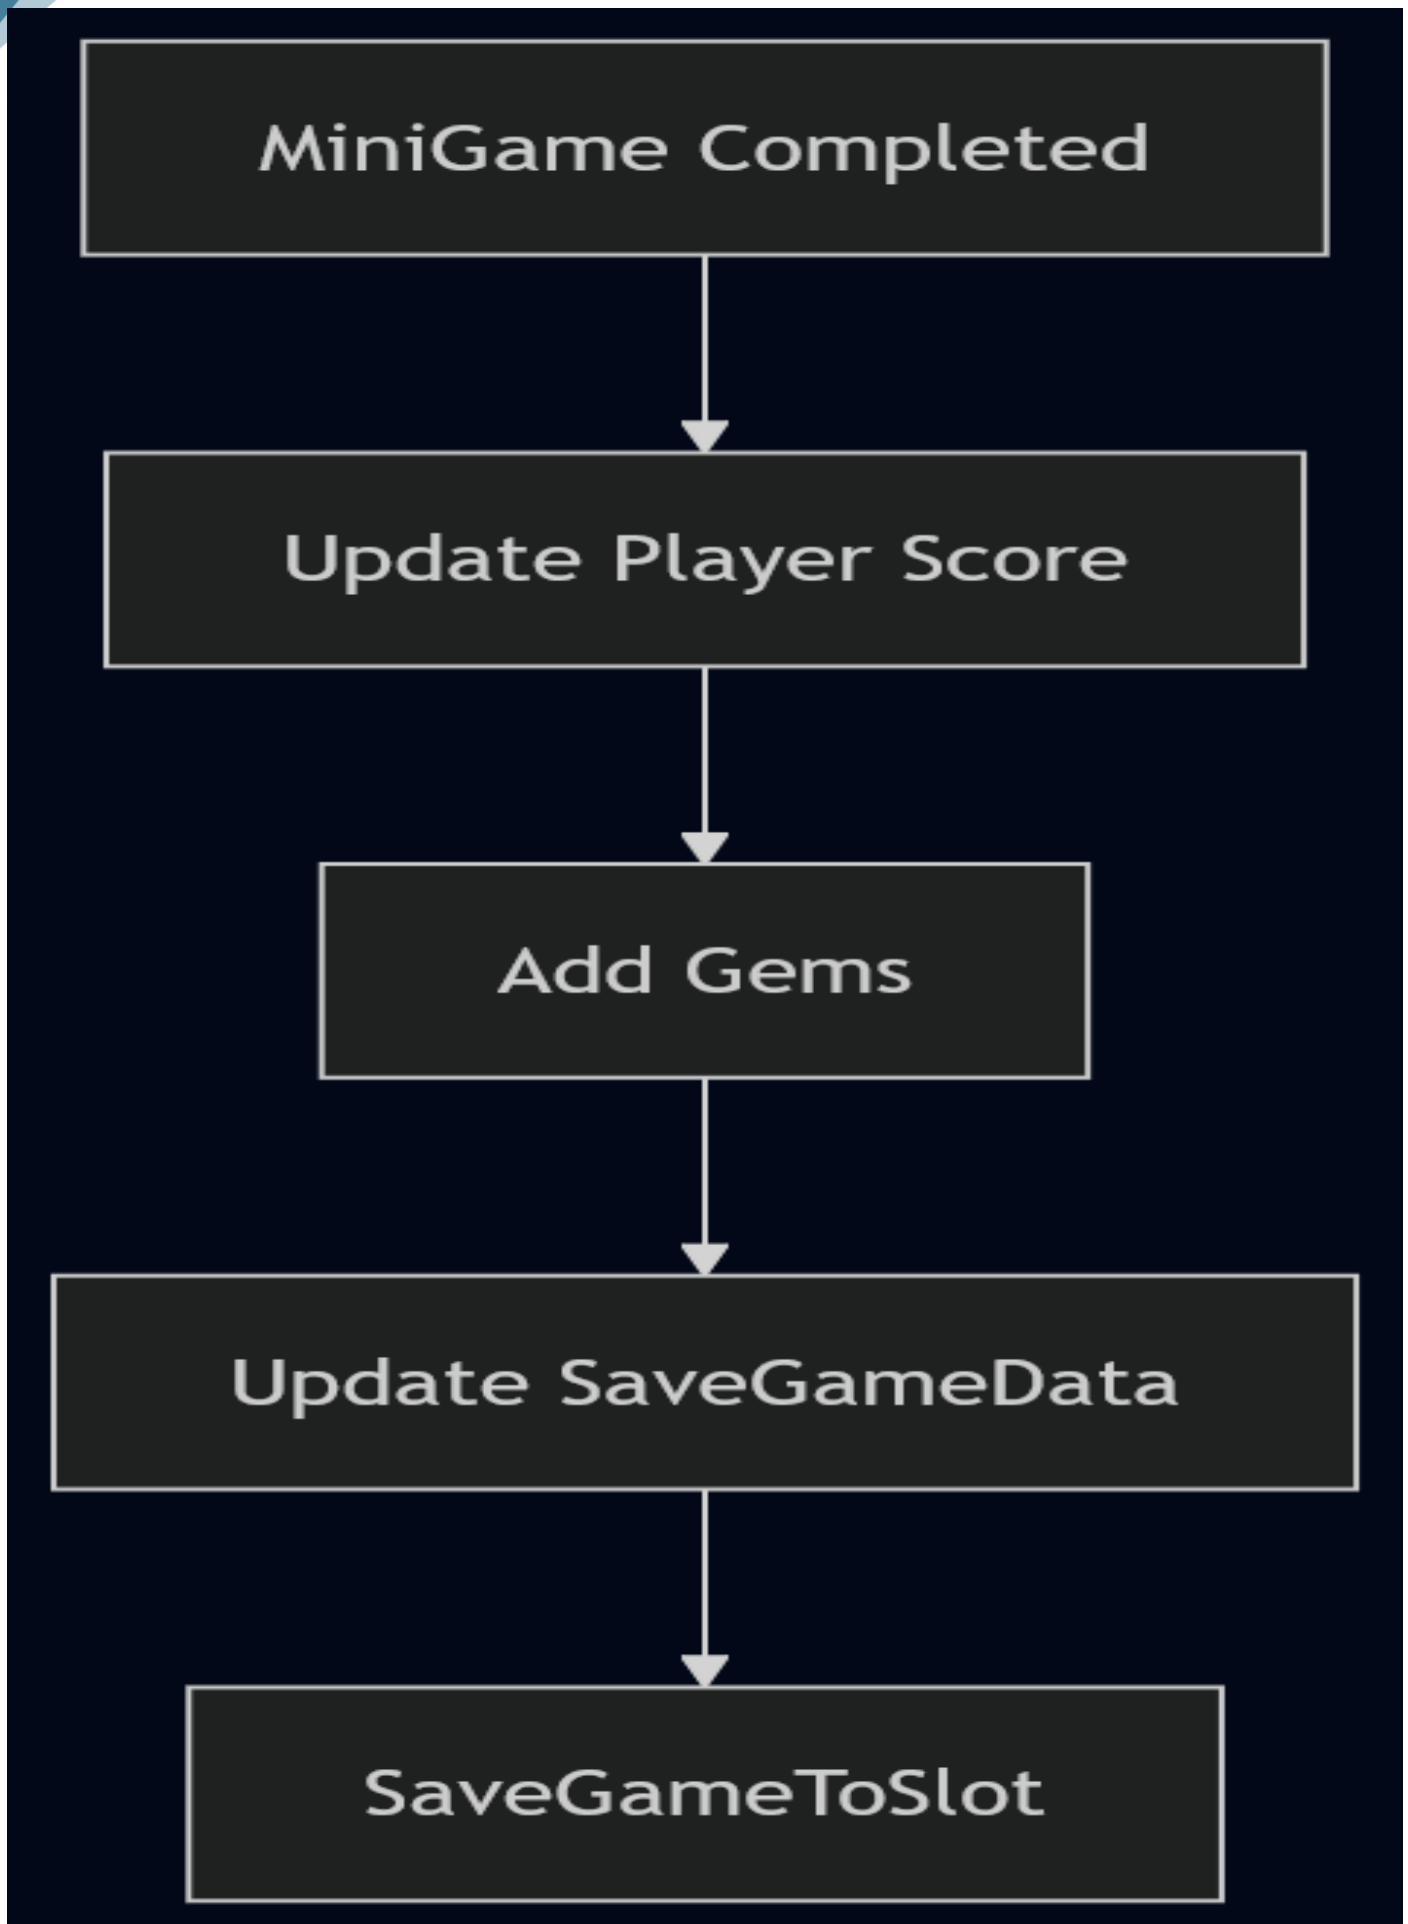 MiniGame Completed
Update Player Score
Add Gems
Update SaveGameData
SaveGameToSlot